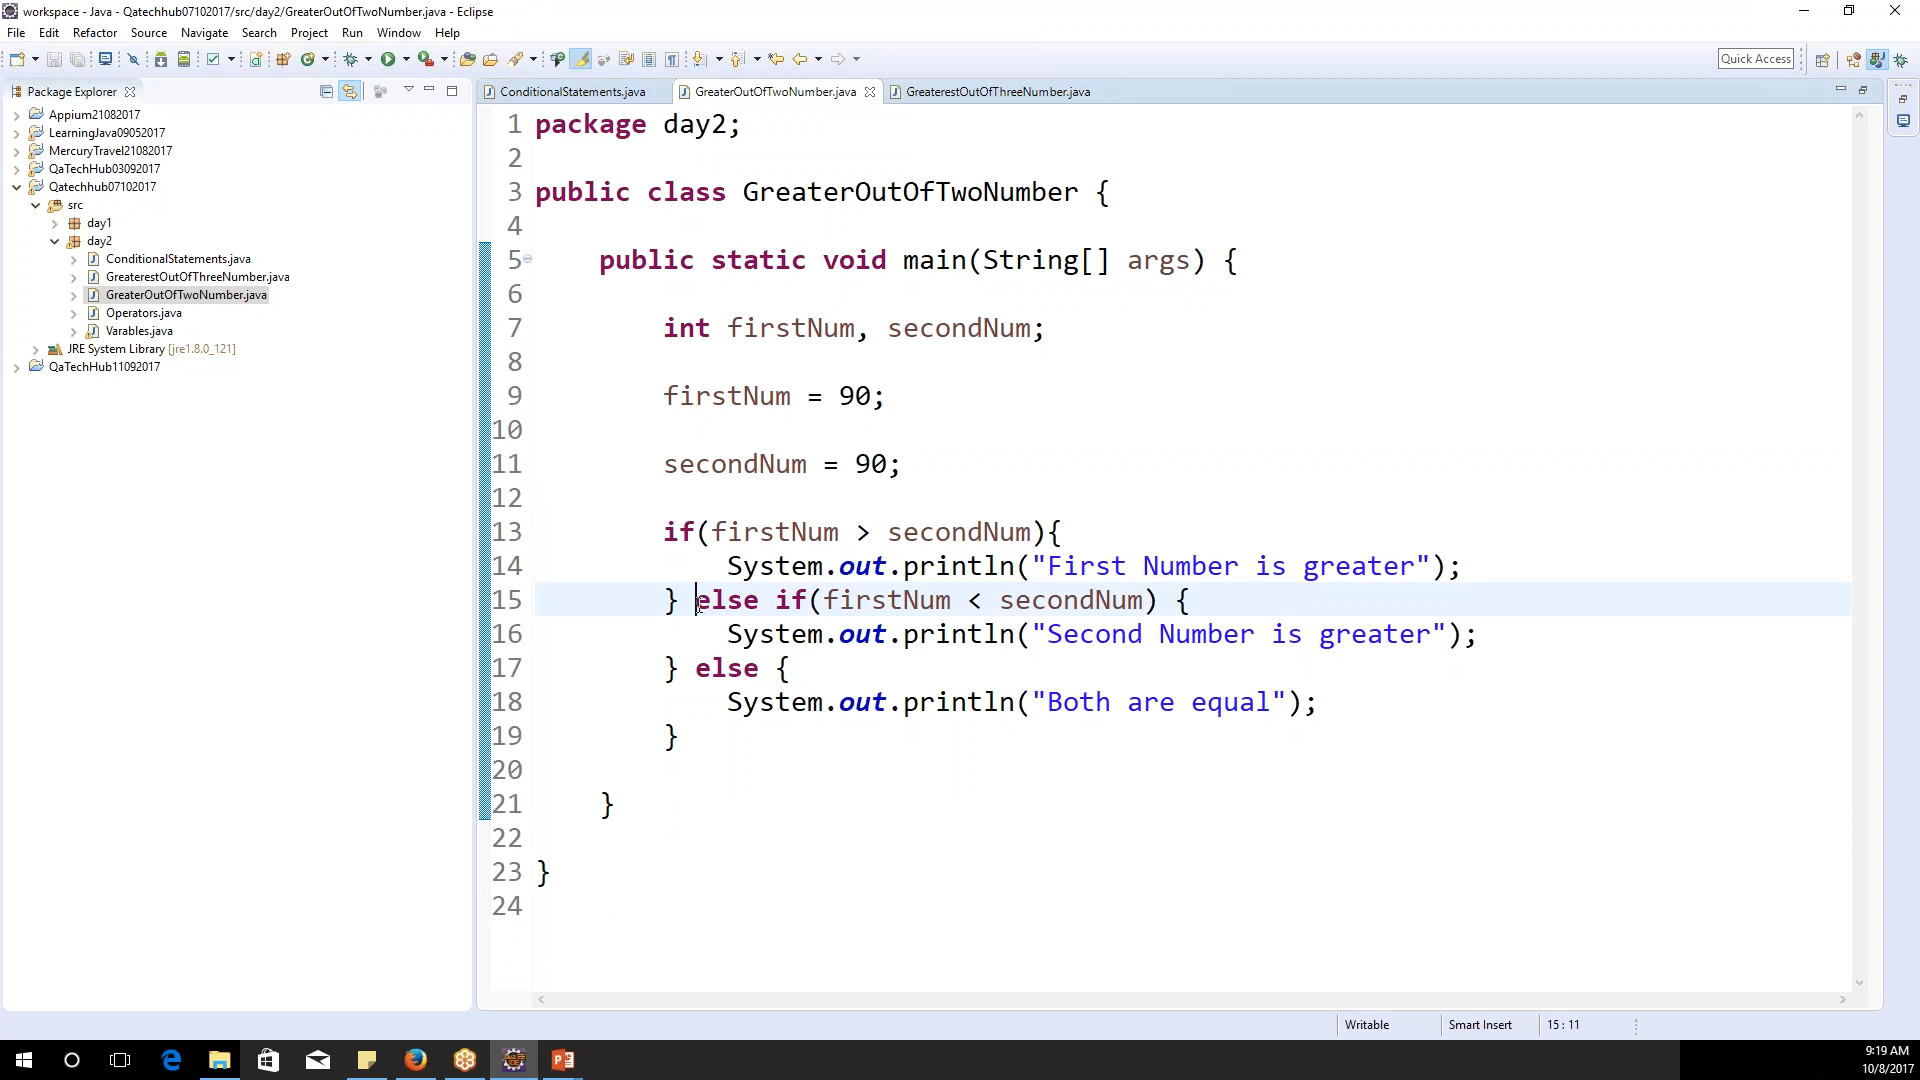 workspace - Java - Qatechhub07102017/src/day2/GreaterOutOfTwoNumber.java - Eclipse
File Edit Refactor Source Navigate Search Project Run Window Help
Quick Access
Package Explorer
Appium21082017
LearningJava09052017
MercuryTravel21082017
QaTechHub03092017
Qatechhub07102017
src
day1
day2
ConditionalStatements.java
GreaterestOutOfThreeNumber.java
GreaterOutOfTwoNumber.java
Operators.java
Varables.java
JRE System Library [jre1.8.0_121]
QaTechHub11092017
ConditionalStatements.java GreaterOutOfTwoNumber.java GreaterestOutOfThreeNumber.java
1 package day2;
2
3 public class GreaterOutOfTwoNumber {
4
5 public static void main(String[] args) {
6
7 int firstNum, secondNum;
8
9 firstNum = 90;
10
11 secondNum = 90;
12
13 if(firstNum > secondNum){
14 System.out.println("First Number is greater");
15 } else if(firstNum < secondNum) {
16 System.out.println("Second Number is greater");
17 } else {
18 System.out.println("Both are equal");
19 }
20
21 }
22
23 }
24
Writable Smart Insert 15 : 11
9:19 AM
10/8/2017